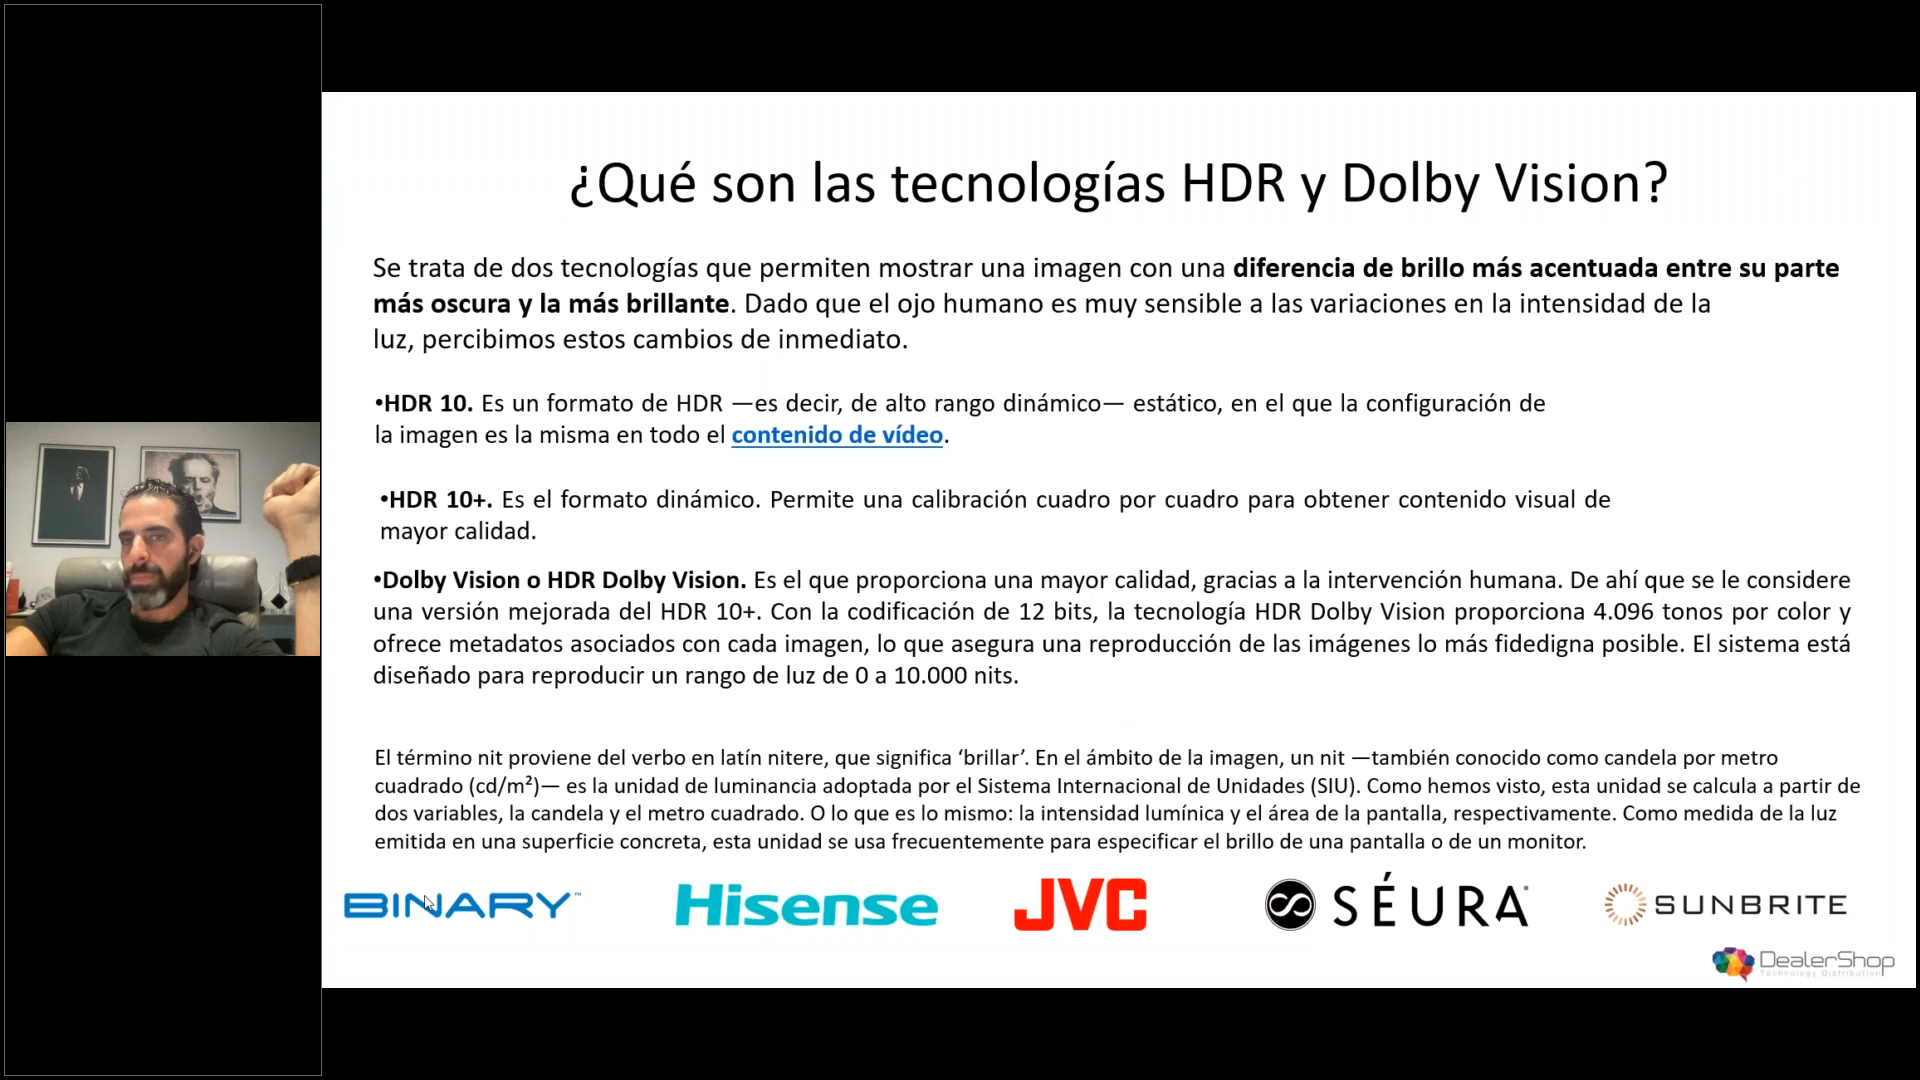 ¿Qué son las tecnologías HDR y Dolby Vision?
Se trata de dos tecnologías que permiten mostrar una imagen con una diferencia de brillo más acentuada entre su parte
más oscura y la más brillante. Dado que el ojo humano es muy sensible a las variaciones en la intensidad de la
luz, percibimos estos cambios de inmediato.
•HDR 10. Es un formato de HDR —es decir, de alto rango dinámico— estático, en el que la configuración de
la imagen es la misma en todo el contenido de vídeo.
•HDR 10+. Es el formato dinámico. Permite una calibración cuadro por cuadro para obtener contenido visual de
mayor calidad.
•Dolby Vision o HDR Dolby Vision. Es el que proporciona una mayor calidad, gracias a la intervención humana. De ahí que se le considere
una versión mejorada del HDR 10+. Con la codificación de 12 bits, la tecnología HDR Dolby Vision proporciona 4.096 tonos por color y
ofrece metadatos asociados con cada imagen, lo que asegura una reproducción de las imágenes lo más fidedigna posible. El sistema está
diseñado para reproducir un rango de luz de 0 a 10.000 nits.
El término nit proviene del verbo en latín nitere, que significa ‘brillar’. En el ámbito de la imagen, un nit —también conocido como candela por metro
cuadrado (cd/m²)— es la unidad de luminancia adoptada por el Sistema Internacional de Unidades (SIU). Como hemos visto, esta unidad se calcula a partir de
dos variables, la candela y el metro cuadrado. O lo que es lo mismo: la intensidad lumínica y el área de la pantalla, respectivamente. Como medida de la luz
emitida en una superficie concreta, esta unidad se usa frecuentemente para especificar el brillo de una pantalla o de un monitor.
BINARY™ Hisense JVC SÉURA SUNBRITE
DealerShop
Technology Distribution